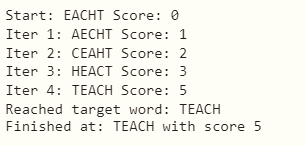 Start: EACHT Score: 0
Iter 1: AECHT Score: 1
Iter 2: CEAHT Score: 2
Iter 3: HEACT Score: 3
Iter 4: TEACH Score: 5
Reached target word: TEACH
Finished at: TEACH with score 5